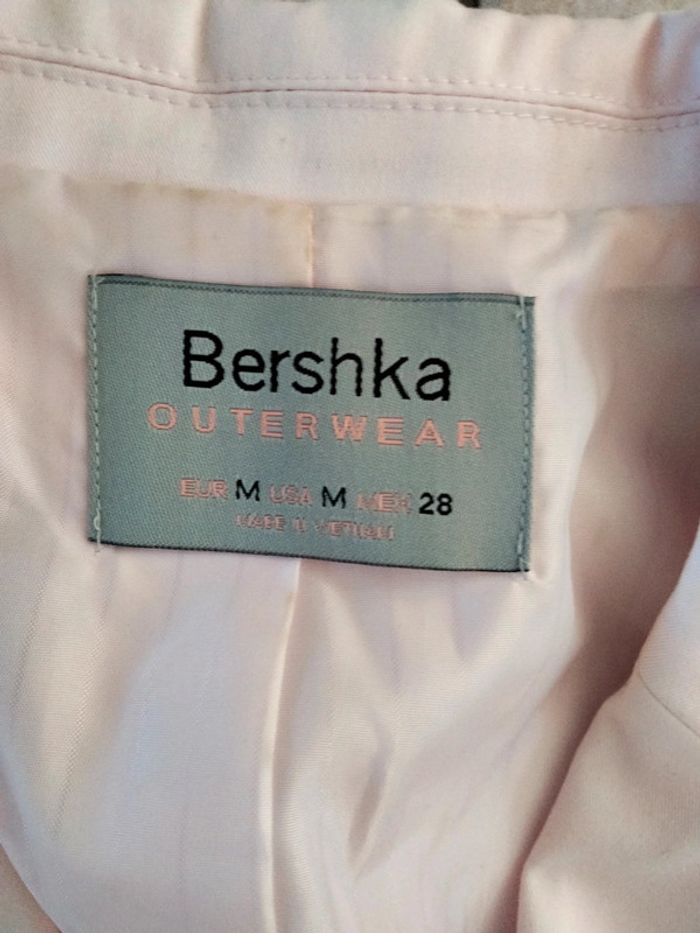 Bershka
OUTERWEAR
EUR M USA M MEX 28
MADE IN VIETNAM